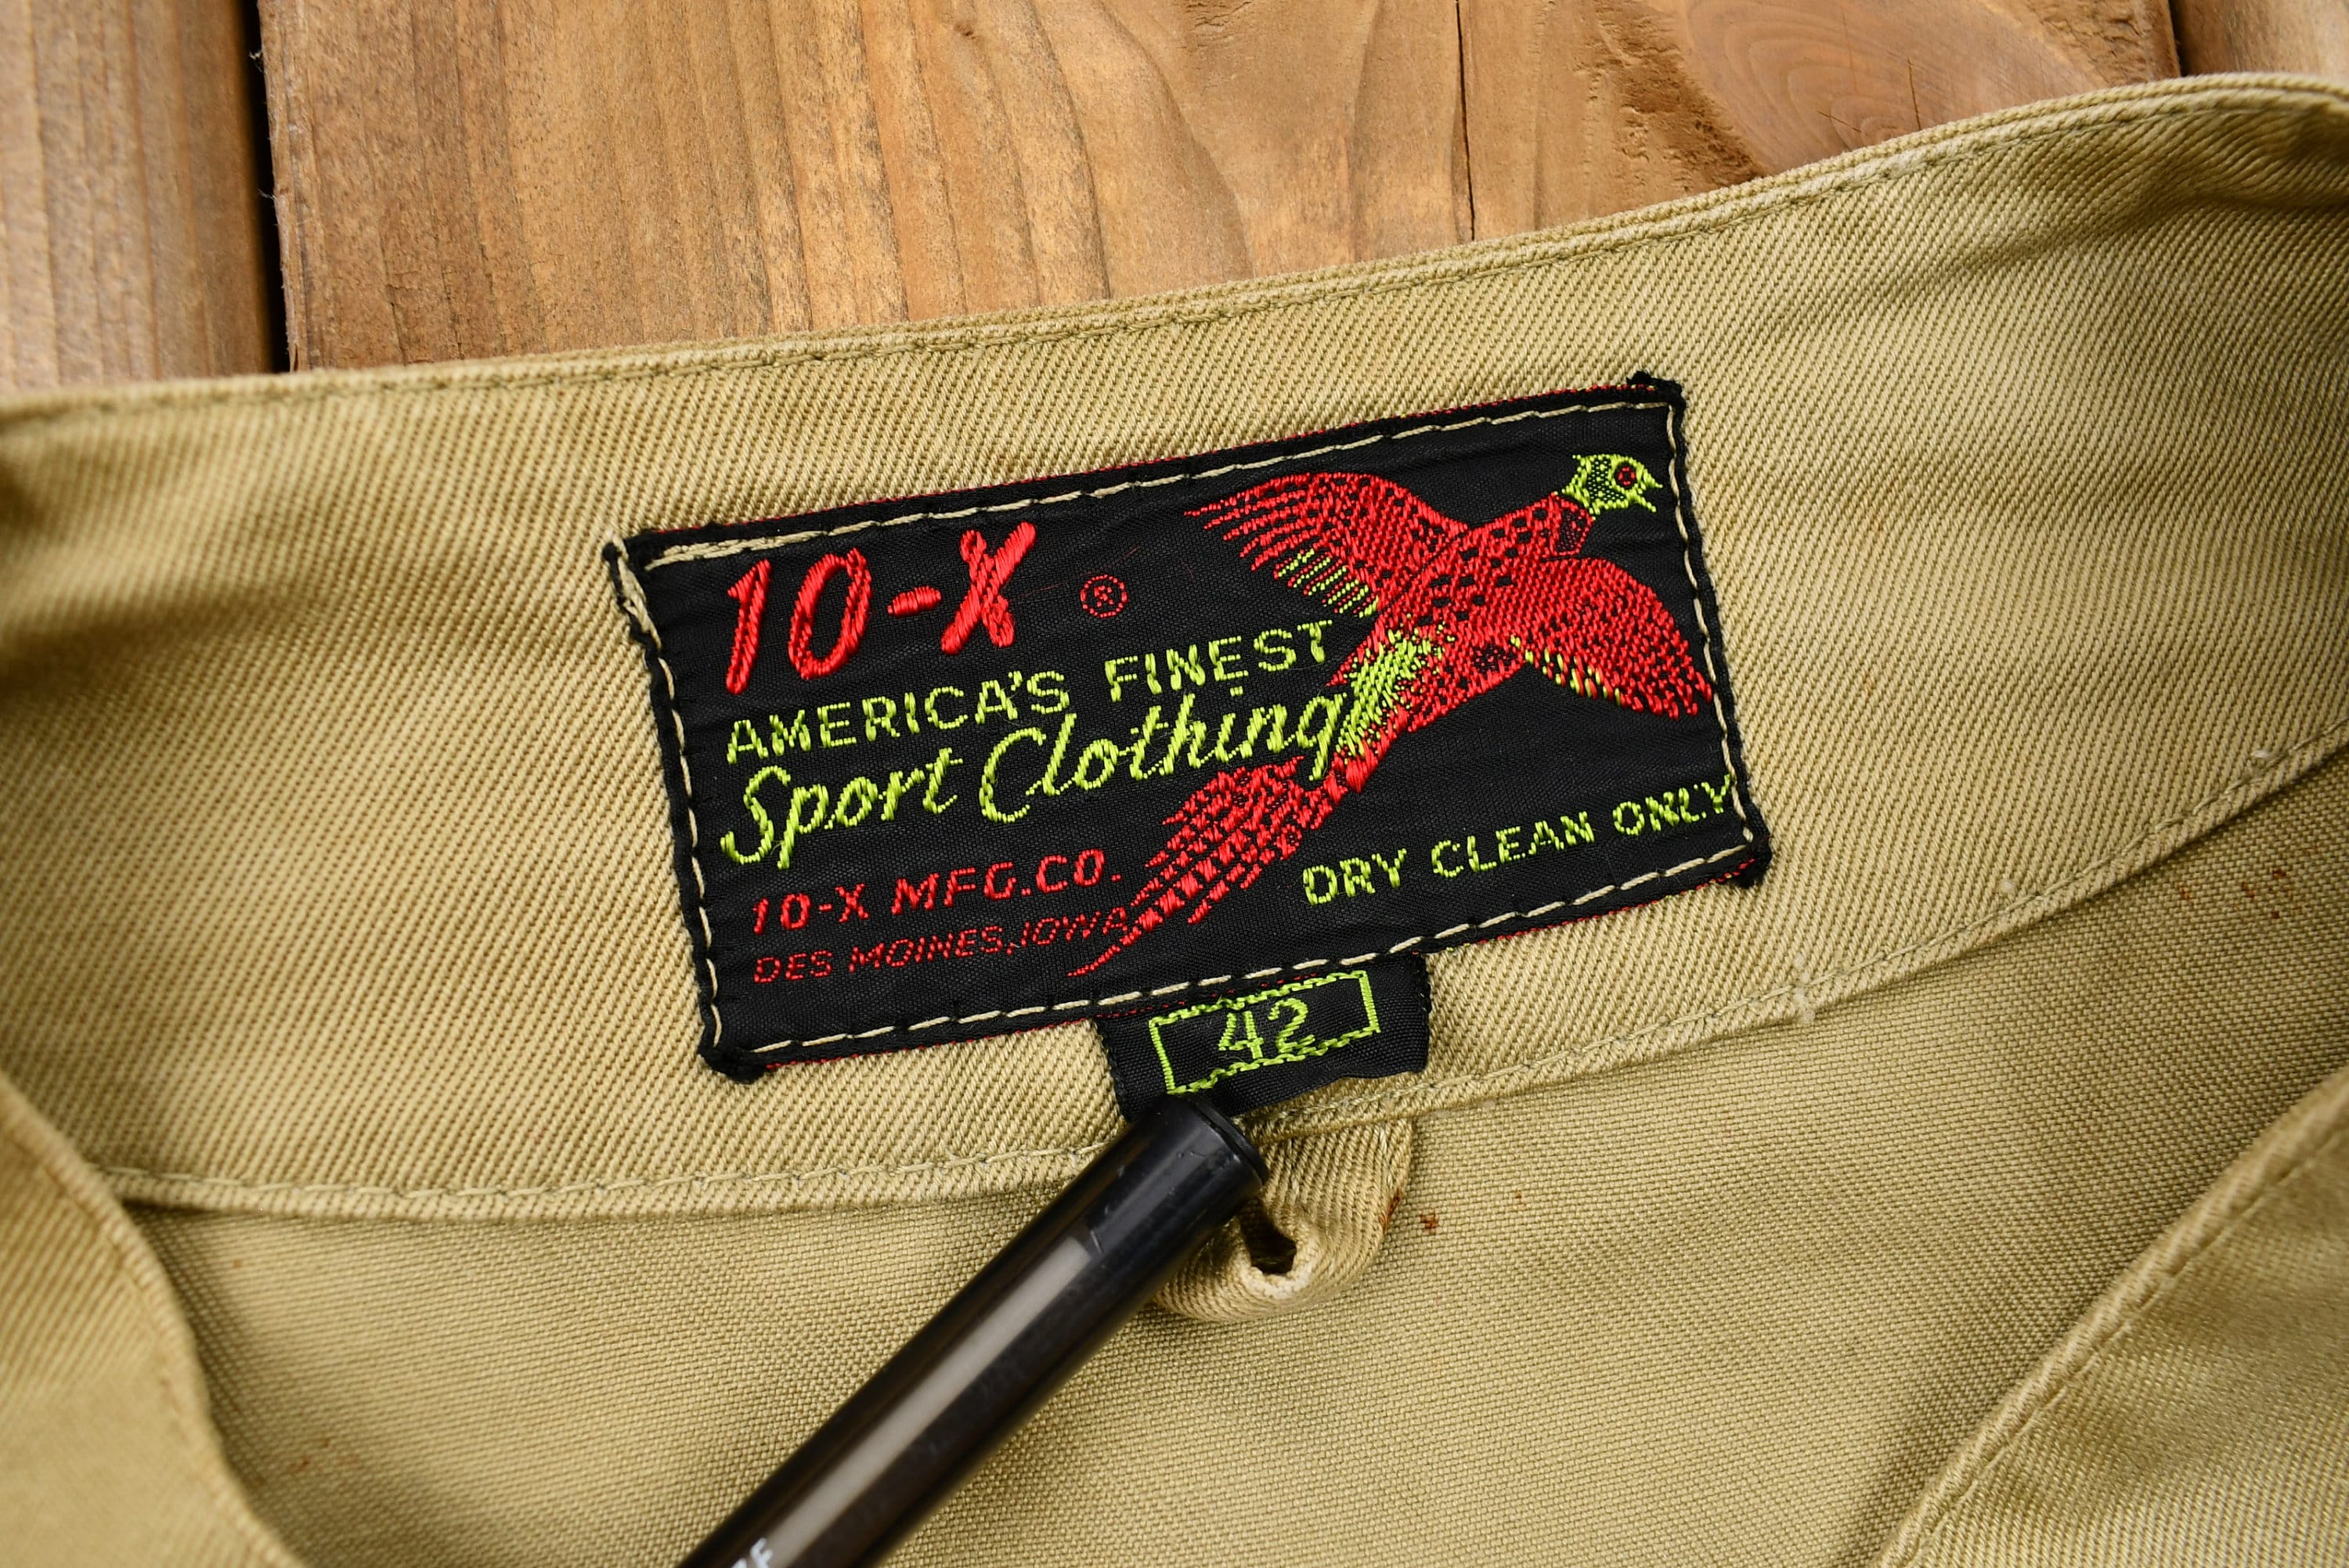 10-X ®
AMERICA'S FINEST
Sport Clothing
10-X MFG.CO.
DES MOINES,IOWA
DRY CLEAN ONLY
42